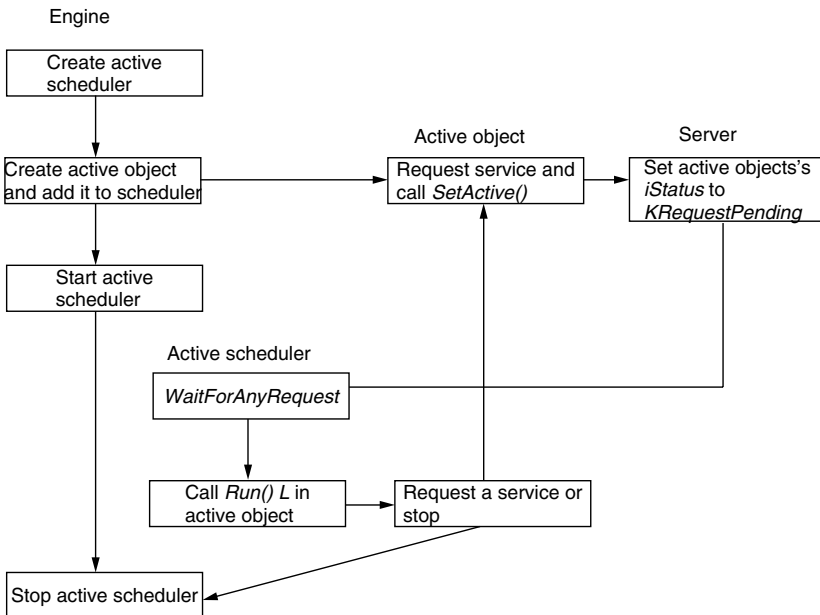 Engine
Create active
scheduler
Active object
Server
Create active object
and add it to scheduler
Request service and
call SetActive()
Set active objects's
iStatus to
KRequestPending
Start active
scheduler
Active scheduler
WaitForAnyRequest
Call Run() L in
active object
Request a service or
stop
Stop active scheduler